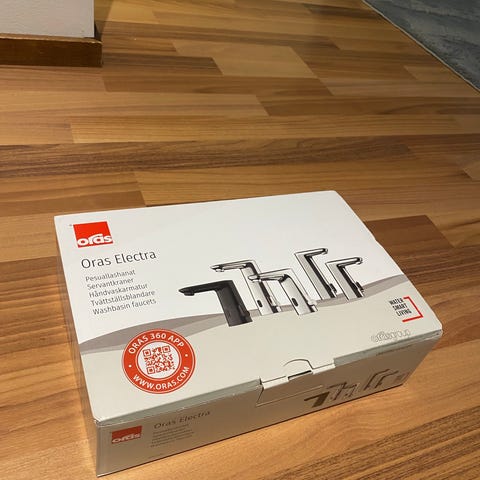 oras
Oras Electra
Pesuallashanat
Servantkraner
Håndvaskarmatur
Tvättställsblandare
Washbasin faucets
ORAS 360 APP
WWW.ORAS.COM
WATER
SMART
LIVING
orasgroup
oras
Oras Electra